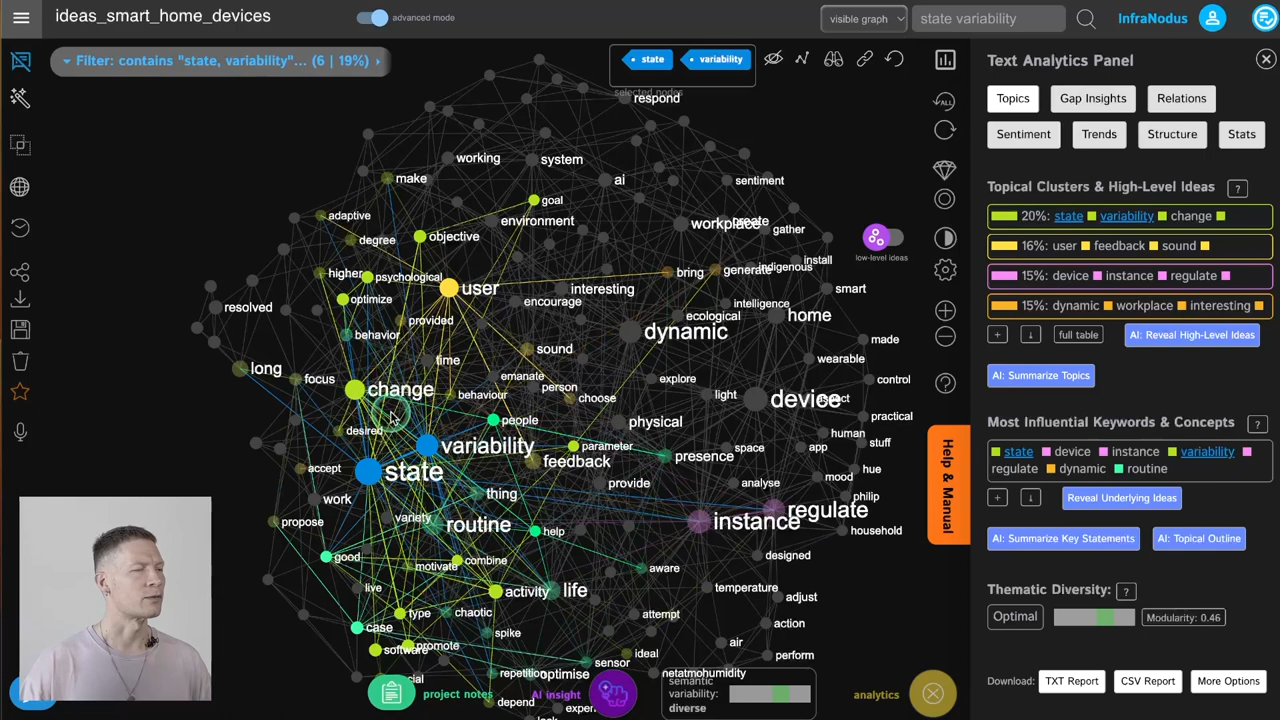 ideas_smart_home_devices
advanced mode
visible graph
state variability
InfraNodus
Filter: contains "state, variability"... (6 | 19%)
state
variability
selected nodes
respond
working
system
make
ai
sentiment
goal
adaptive
environment
workplace
create
gather
degree
objective
low-level ideas
higher
psychological
bring
generate
indigenous
install
user
interesting
smart
optimize
encourage
intelligence
resolved
provided
ecological
home
behavior
dynamic
made
sound
time
wearable
long
focus
emanate
explore
control
change
person
behaviour
choose
light
device
aspect
people
physical
practical
desired
human
stuff
variability
parameter
space
app
feedback
presence
state
accept
mood
hue
provide
analyse
work
thing
philip
variety
routine
instance
regulate
propose
help
household
good
combine
designed
motivate
aware
live
activity
life
temperature
adjust
type
chaotic
attempt
case
action
spike
promote
software
air
ideal
perform
sensor
repetition
optimise
netatmohumidity
semantic
variability:
diverse
project notes
AI insight
analytics
depend
Help & Manual
ALL
Text Analytics Panel
Topics
Gap Insights
Relations
Sentiment
Trends
Structure
Stats
Topical Clusters & High-Level Ideas ?
20%: state variability change
16%: user feedback sound
15%: device instance regulate
15%: dynamic workplace interesting
+ ↓ full table AI: Reveal High-Level Ideas
AI: Summarize Topics
Most Influential Keywords & Concepts ?
state device instance variability
regulate dynamic routine
+ ↓ Reveal Underlying Ideas
AI: Summarize Key Statements AI: Topical Outline
Thematic Diversity: ?
Optimal Modularity: 0.46
Download: TXT Report CSV Report More Options